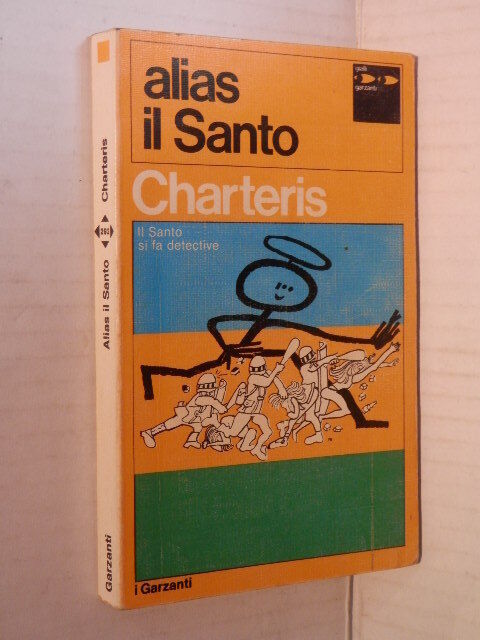 alias
il Santo
gialli
garzanti
Charteris
Il Santo
si fa detective
i Garzanti
Charteris
Alias il Santo
Garzanti